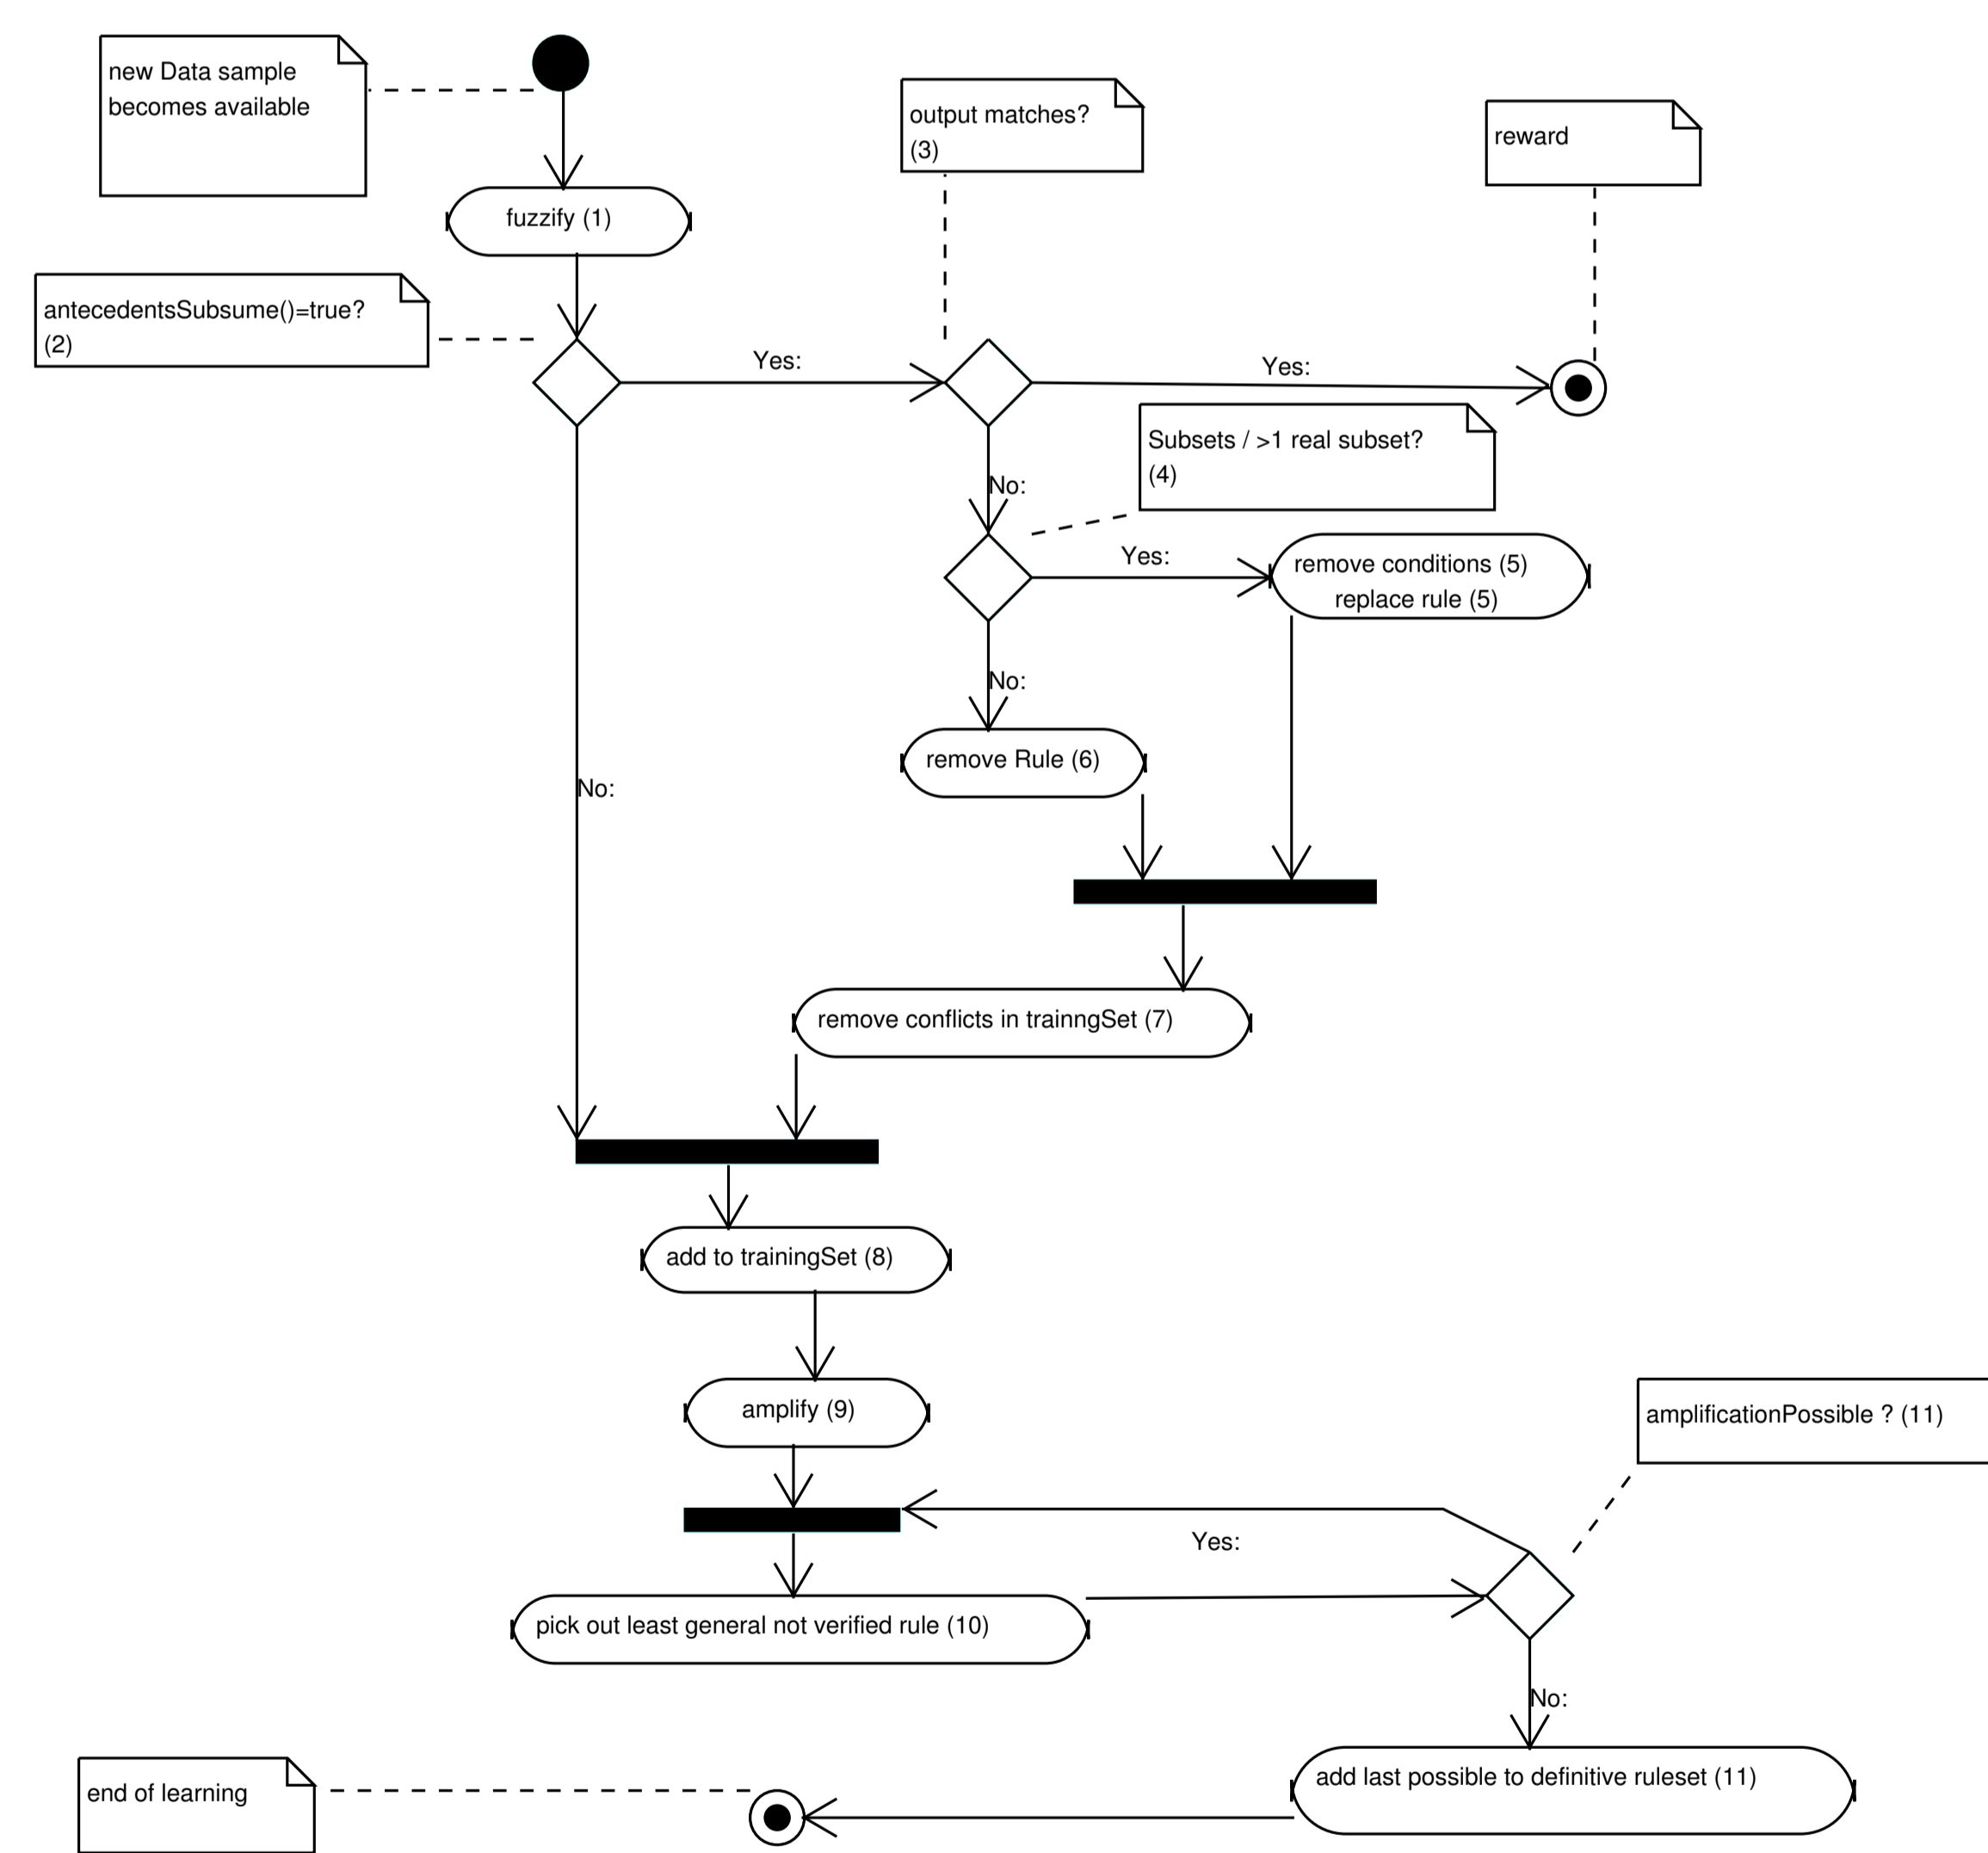 new Data sample
becomes available
output matches?
(3)
reward
fuzzify (1)
antecedentsSubsume()=true?
(2)
Yes:
Yes:
Subsets / >1 real subset?
(4)
No:
Yes:
remove conditions (5)
replace rule (5)
No:
remove Rule (6)
No:
remove conflicts in trainngSet (7)
add to trainingSet (8)
amplify (9)
amplificationPossible ? (11)
Yes:
pick out least general not verified rule (10)
No:
add last possible to definitive ruleset (11)
end of learning